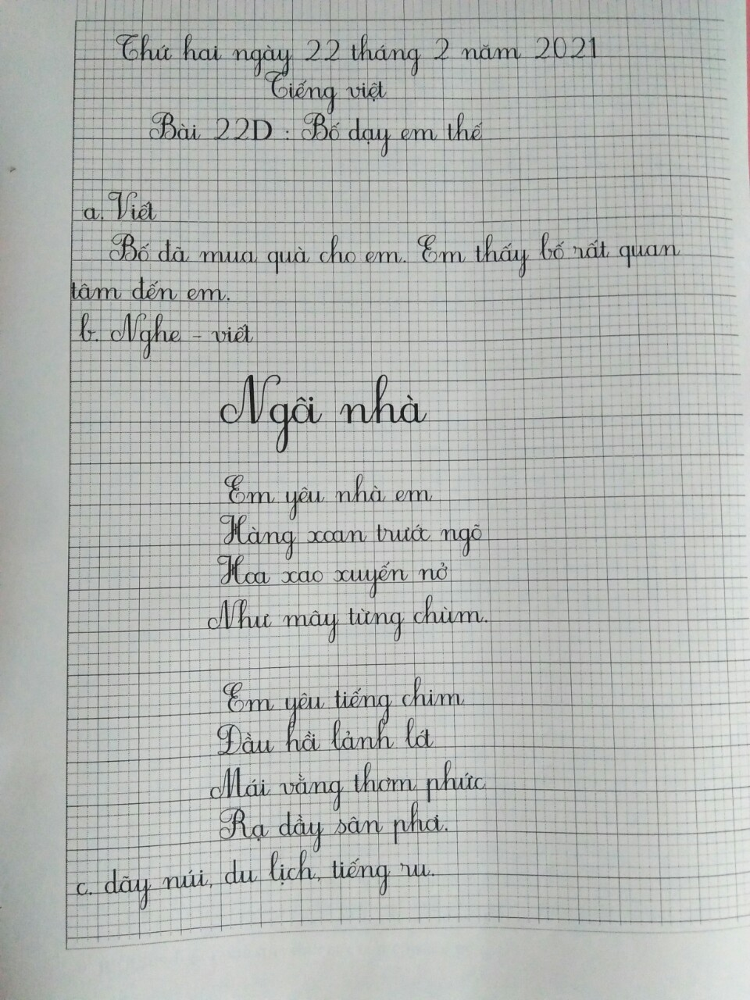 Thứ hai ngày 22 tháng 2 năm 2021
Tiếng việt
Bài 22D : Bố dạy em thế
a. Viết
Bố đã mua quà cho em. Em thấy bố rất quan
tâm đến em.
b. Nghe - viết
Ngôi nhà
Em yêu nhà em
Hàng xoan trước ngõ
Hoa xao xuyến nở
Như mây từng chùm.
Em yêu tiếng chim
Đầu hồi lảnh lót
Mái vàng thơm phức
Rạ đầy sân phơi.
c. dãy núi, du lịch, tiếng ru.